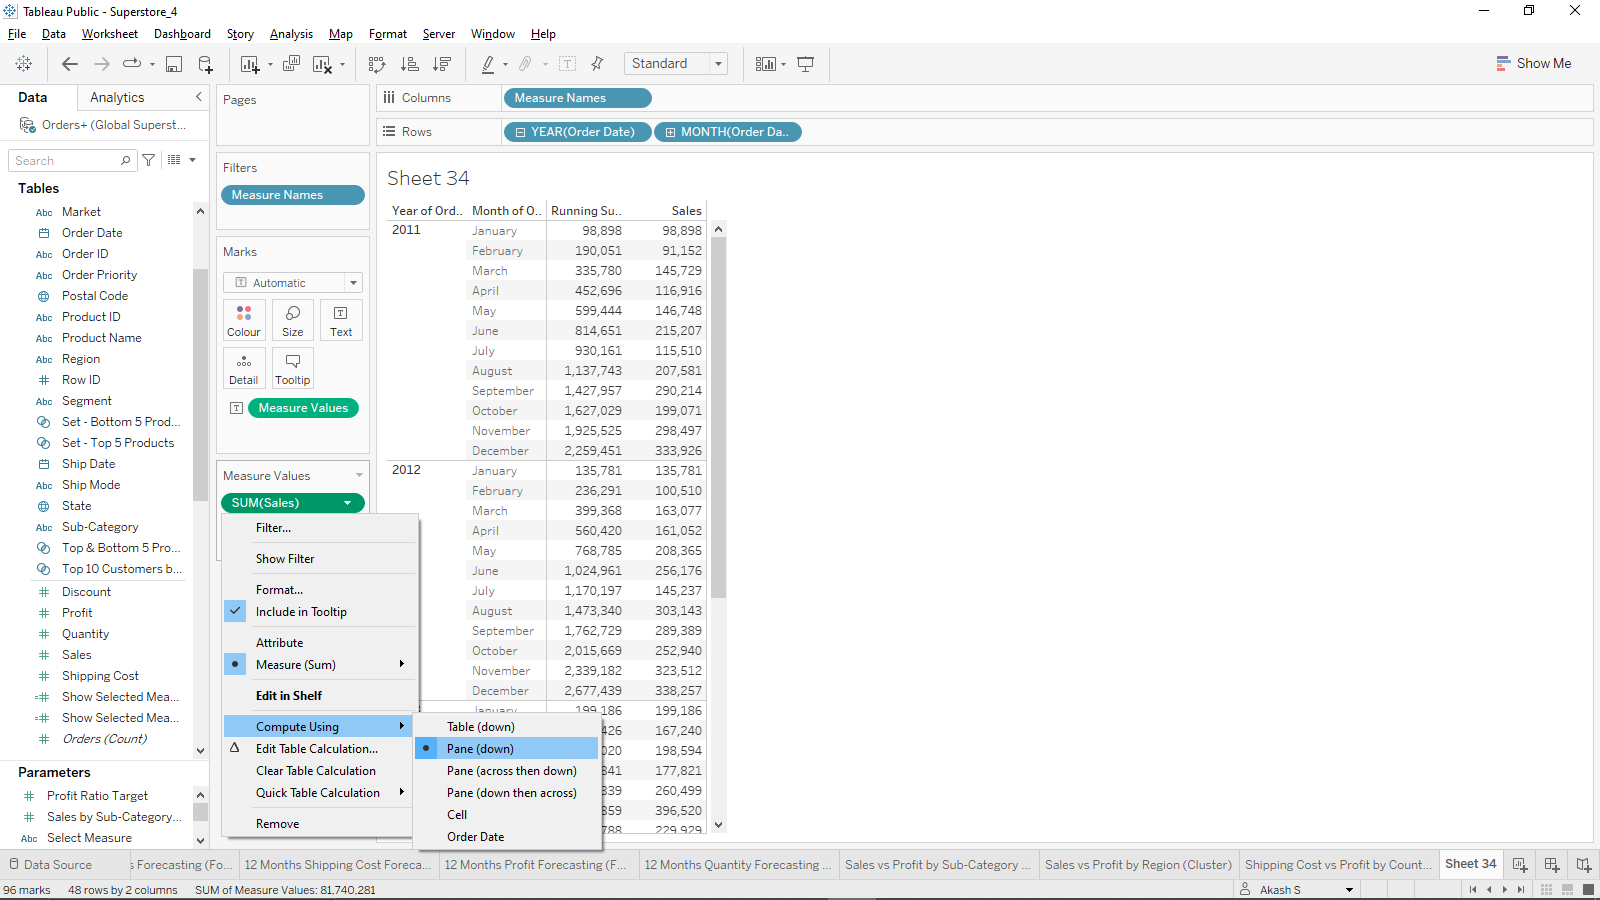 Tableau Public - Superstore_4
File Data Worksheet Dashboard Story Analysis Map Format Server Window Help
Standard
Show Me
Data Analytics
Orders+ (Global Superst...
Search
Tables
Abc Market
Order Date
Abc Order ID
Abc Order Priority
Postal Code
Abc Product ID
Abc Product Name
Abc Region
# Row ID
Abc Segment
Set - Bottom 5 Prod...
Set - Top 5 Products
Ship Date
Abc Ship Mode
State
Abc Sub-Category
Top & Bottom 5 Pro...
Top 10 Customers b...
# Discount
# Profit
# Quantity
# Sales
# Shipping Cost
=# Show Selected Mea...
=# Show Selected Mea...
# Orders (Count)
Parameters
# Profit Ratio Target
# Sales by Sub-Category...
Abc Select Measure
Pages
Filters
Measure Names
Marks
T Automatic
Colour Size Text
Detail Tooltip
T Measure Values
Measure Values
SUM(Sales)
Filter...
Show Filter
Format...
Include in Tooltip
Attribute
Measure (Sum)
Edit in Shelf
Compute Using
Edit Table Calculation...
Clear Table Calculation
Quick Table Calculation
Remove
Table (down)
Pane (down)
Pane (across then down)
Pane (down then across)
Cell
Order Date
Columns Measure Names
Rows YEAR(Order Date) MONTH(Order Da..
Sheet 34
Year of Ord.. Month of O.. Running Su.. Sales
2011 January 98,898 98,898
February 190,051 91,152
March 335,780 145,729
April 452,696 116,916
May 599,444 146,748
June 814,651 215,207
July 930,161 115,510
August 1,137,743 207,581
September 1,427,957 290,214
October 1,627,029 199,071
November 1,925,525 298,497
December 2,259,451 333,926
2012 January 135,781 135,781
February 236,291 100,510
March 399,368 163,077
April 560,420 161,052
May 768,785 208,365
June 1,024,961 256,176
July 1,170,197 145,237
August 1,473,340 303,143
September 1,762,729 289,389
October 2,015,669 252,940
November 2,339,182 323,512
December 2,677,439 338,257
January 199,186 199,186
426 167,240
020 198,594
841 177,821
339 260,499
859 396,520
788 229,929
Data Source s Forecasting (Fo... 12 Months Shipping Cost Foreca... 12 Months Profit Forecasting (F... 12 Months Quantity Forecasting ... Sales vs Profit by Sub-Category ... Sales vs Profit by Region (Cluster) Shipping Cost vs Profit by Count... Sheet 34
96 marks 48 rows by 2 columns SUM of Measure Values: 81,740,281 Akash S